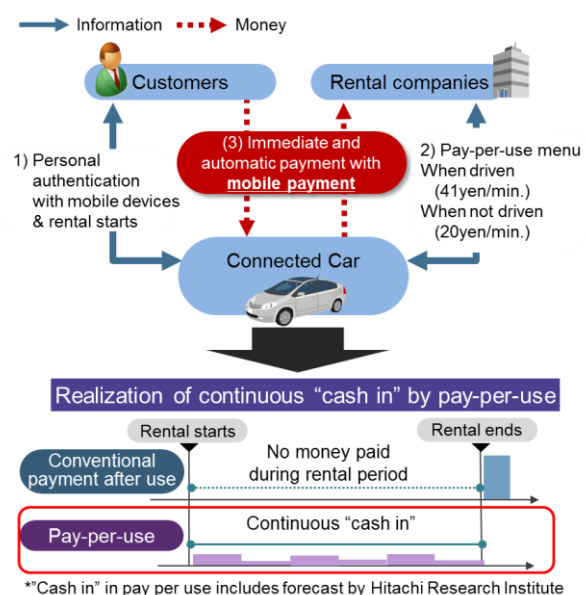 Information
Money
Customers
Rental companies
(3) Immediate and
automatic payment with
mobile payment
1) Personal
authentication
with mobile devices
& rental starts
2) Pay-per-use menu
When driven
(41yen/min.)
When not driven
(20yen/min.)
Connected Car
Realization of continuous “cash in” by pay-per-use
Rental starts
Rental ends
Conventional
payment after use
No money paid
during rental period
Pay-per-use
Continuous “cash in”
*”Cash in” in pay per use includes forecast by Hitachi Research Institute